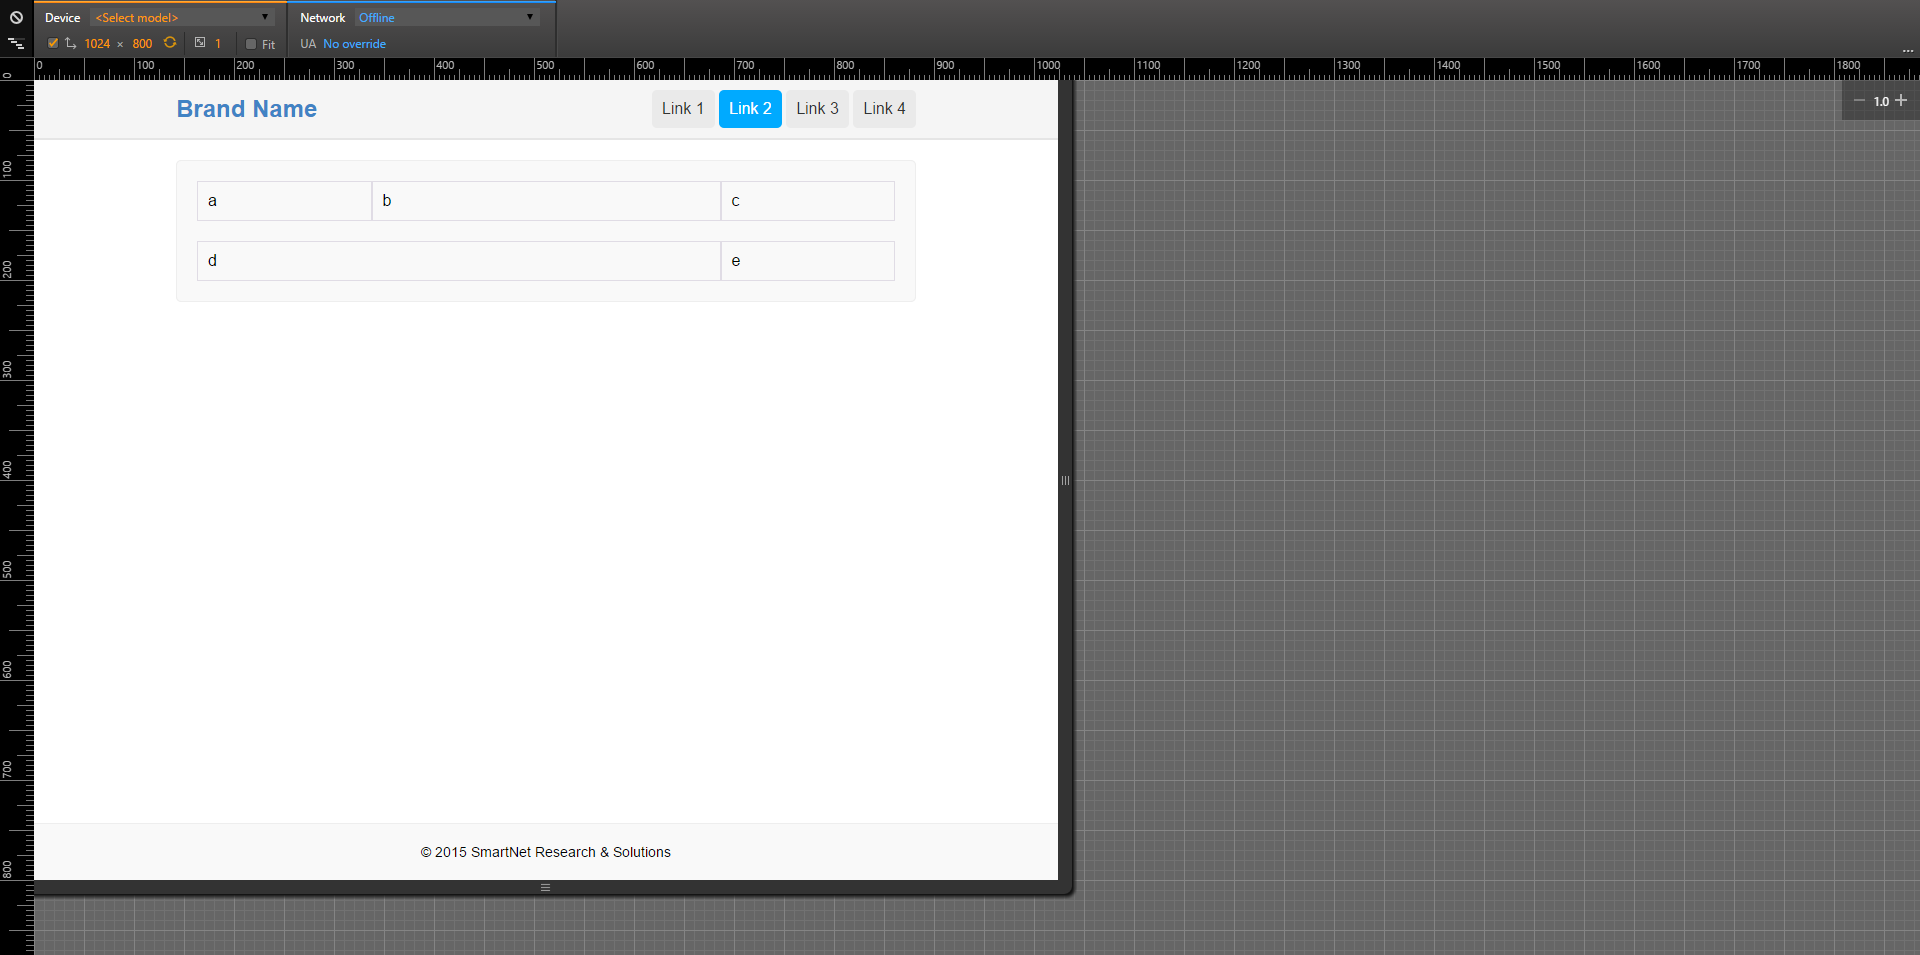 Device <Select model> Network Offline
1024 × 800 1 Fit UA No override
...
0 100 200 300 400 500 600 700 800 900 1000 1100 1200 1300 1400 1500 1600 1700 1800
0
1.0
Brand Name Link 1 Link 2 Link 3 Link 4
100
a b c
200
d e
300
400
500
600
700
800
© 2015 SmartNet Research & Solutions